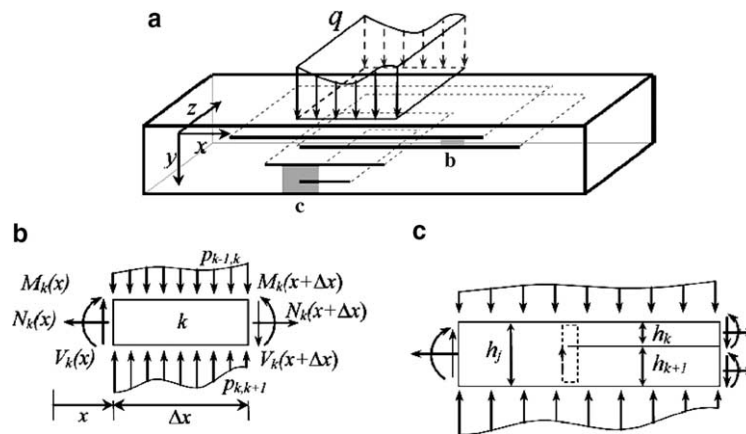 a
q
z
x
y
b
c
b
p_{k-1,k}
M_k(x)
M_k(x+Δx)
N_k(x)
k
N_k(x+Δx)
V_k(x)
V_k(x+Δx)
p_{k,k+1}
x
Δx
c
h_j
h_k
h_{k+1}